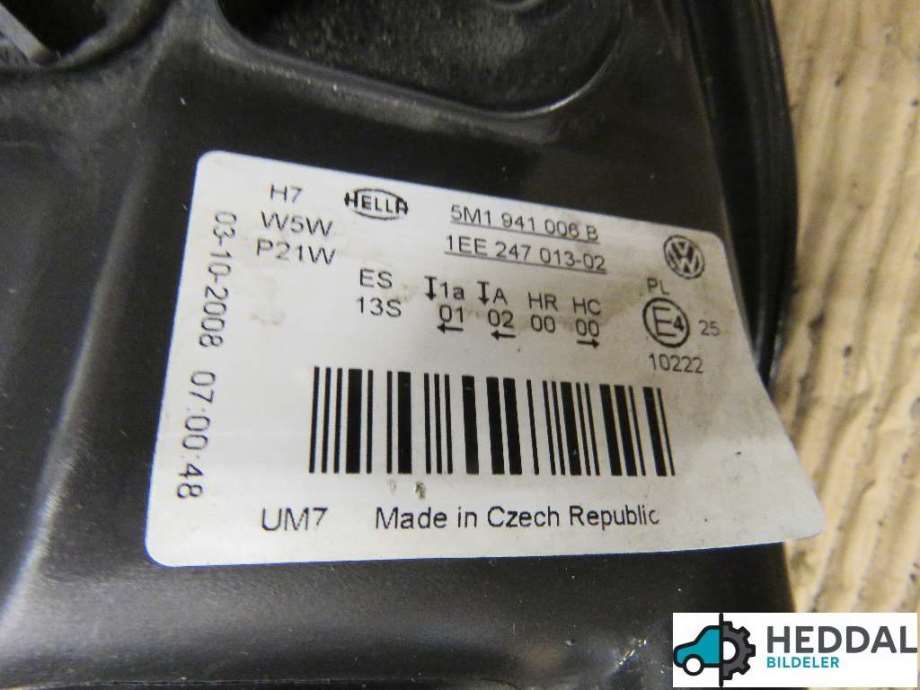 H7
W5W
P21W
HELLA
5M1 941 006 B
1EE 247 013-02
ES
13S
1a A HR HC
01 02 00 00
PL
E4 25
10222
03-10-2008 07:00:48
UM7 Made in Czech Republic
HEDDAL
BILDELER